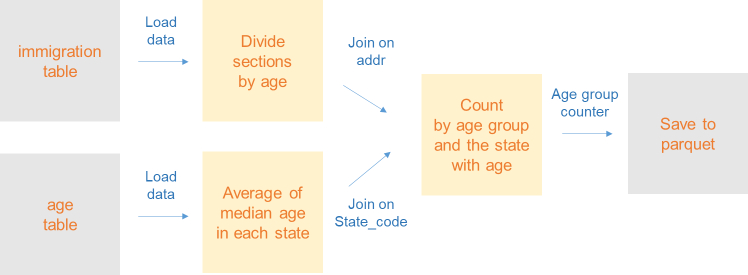 immigration
table
Load
data
Divide
sections
by age
Join on
addr
Count
by age group
and the state
with age
Age group
counter
Save to
parquet
age
table
Load
data
Average of
median age
in each state
Join on
State_code